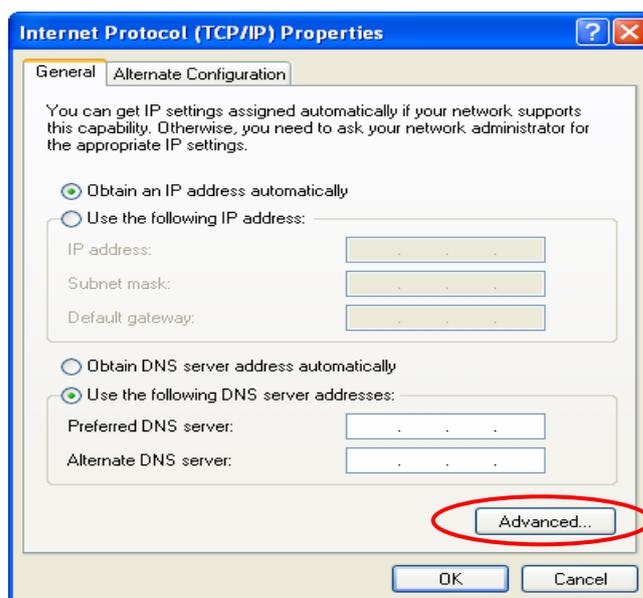 Internet Protocol (TCP/IP) Properties
General Alternate Configuration
You can get IP settings assigned automatically if your network supports
this capability. Otherwise, you need to ask your network administrator for
the appropriate IP settings.
Obtain an IP address automatically
Use the following IP address:
IP address:
Subnet mask:
Default gateway:
Obtain DNS server address automatically
Use the following DNS server addresses:
Preferred DNS server:
Alternate DNS server:
Advanced...
OK Cancel